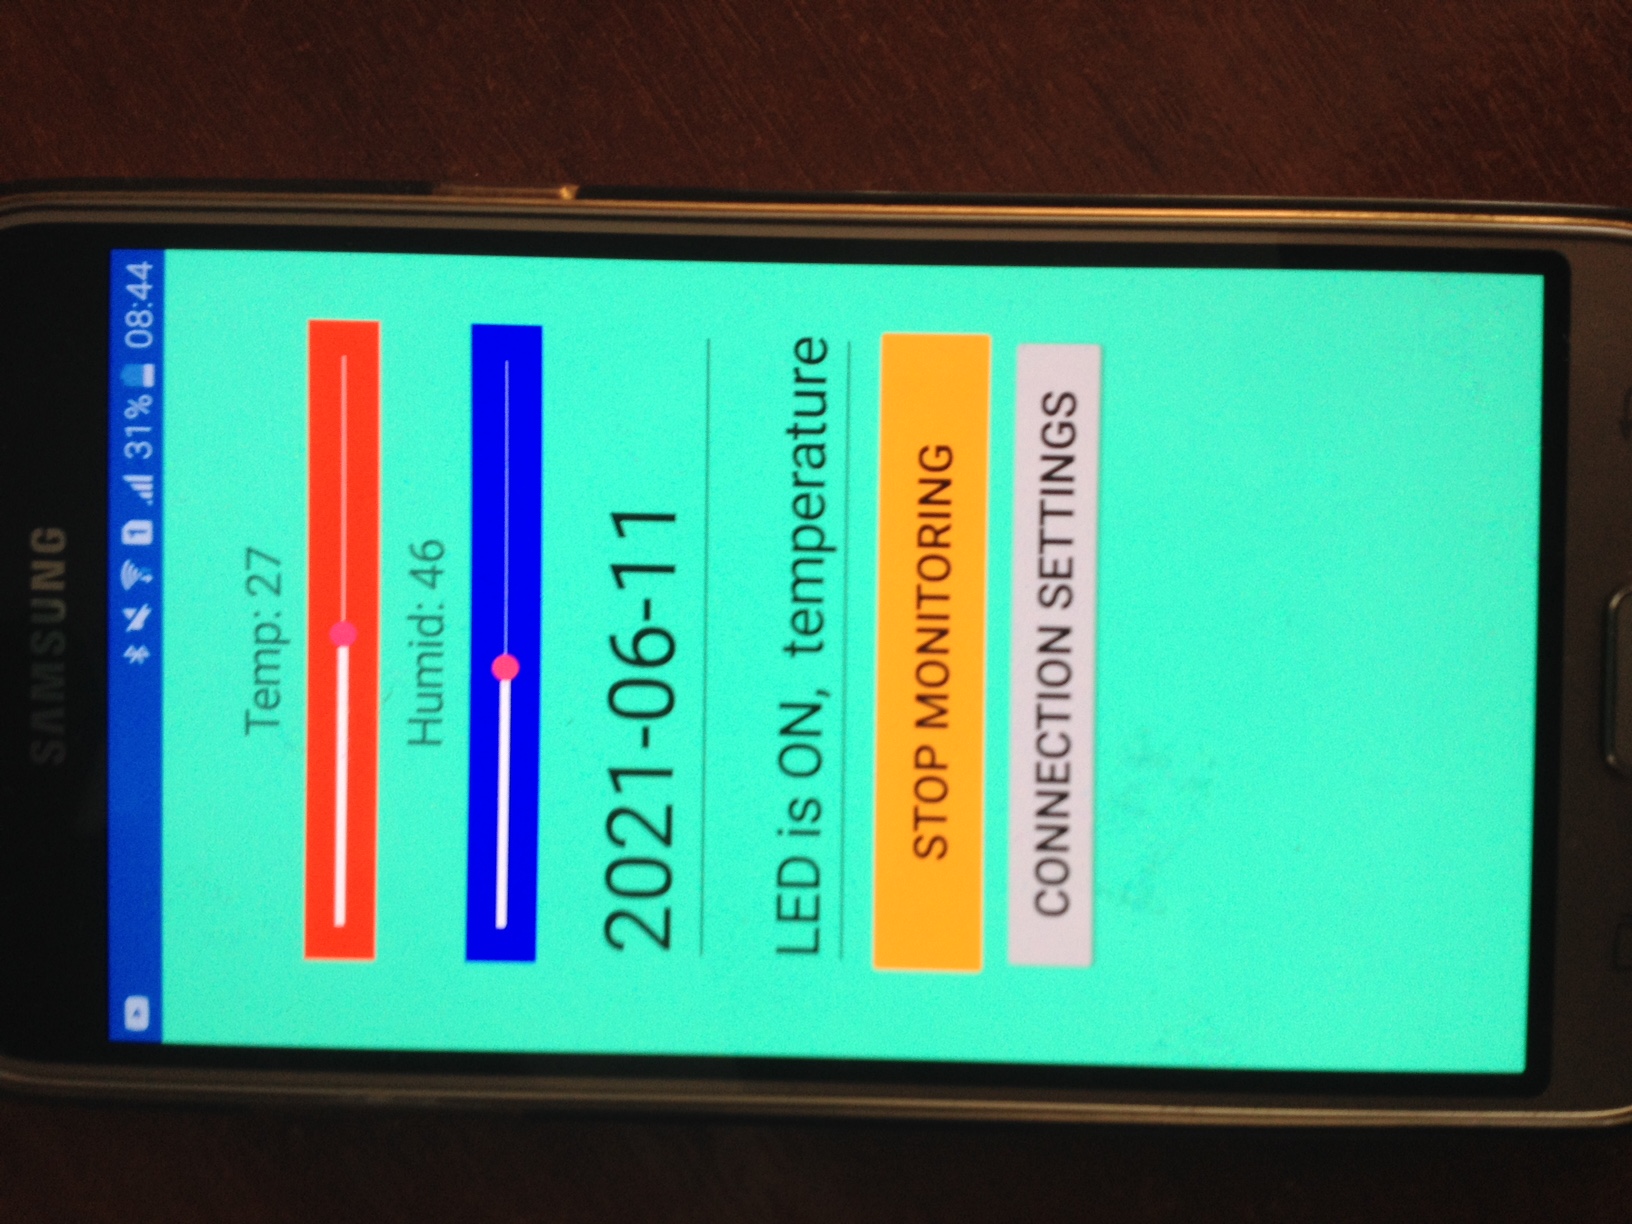 SAMSUNG
1 31% 08:44
Temp: 27
Humid: 46
2021-06-11
LED is ON,  temperature
STOP MONITORING
CONNECTION SETTINGS